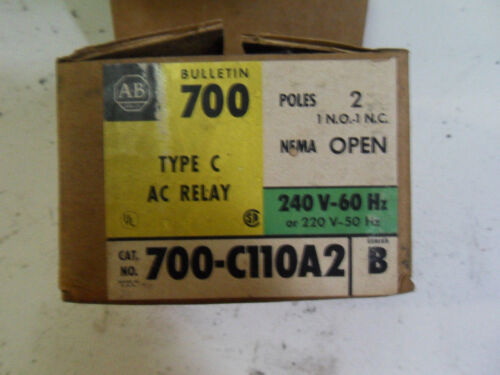 AB
BULLETIN
700
TYPE C
AC RELAY
UL
POLES 2
1 N.O.-1 N.C.
NEMA OPEN
240 V-60 Hz
or 220 V-50 Hz
CAT.
NO. 700-C110A2
SERIES
B